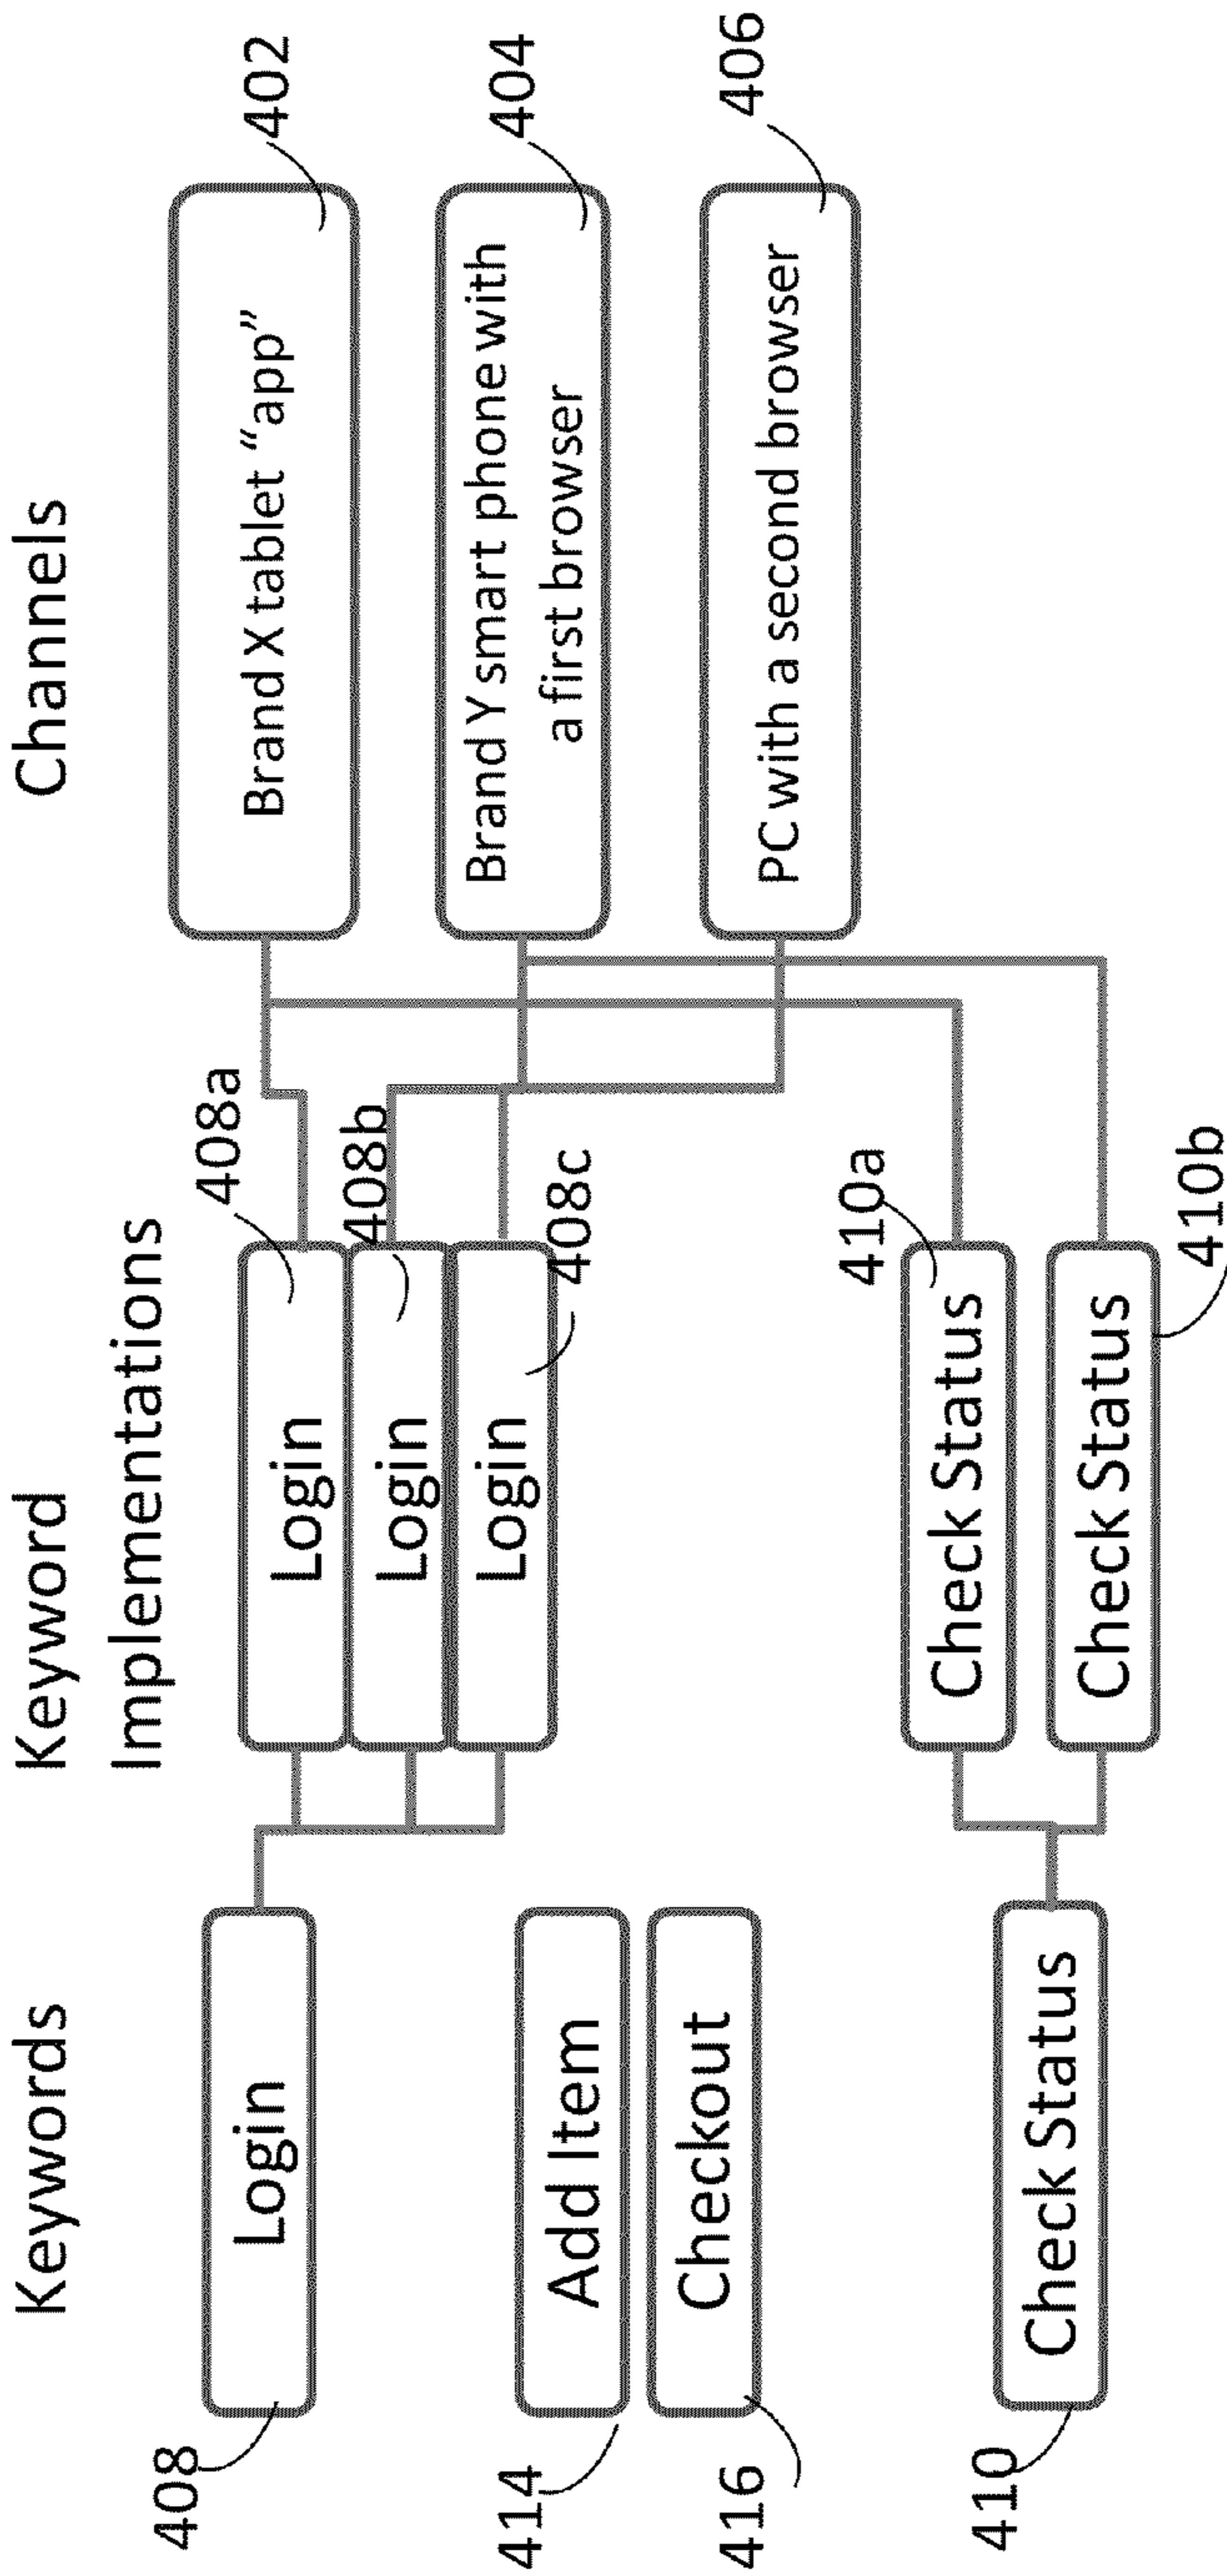 Keywords
Keyword
Implementations
Channels
408
Login
414
Add Item
Checkout
416
Check Status
410
Login
408a
Login
408b
Login
408c
Check Status
410a
Check Status
410b
Brand X tablet “app”
402
Brand Y smart phone with
a first browser
404
PC with a second browser
406